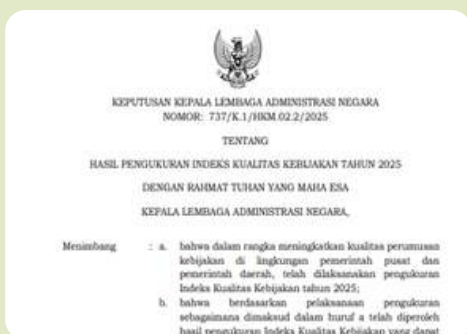 KEPUTUSAN KEPALA LEMBAGA ADMINISTRASI NEGARA
NOMOR: 737/K.1/HKM.02.2/2025
TENTANG
HASIL PENGUKURAN INDEKS KUALITAS KEBIJAKAN TAHUN 2025
DENGAN RAHMAT TUHAN YANG MAHA ESA
KEPALA LEMBAGA ADMINISTRASI NEGARA,
Menimbang : a. bahwa dalam rangka meningkatkan kualitas perumusan
kebijakan di lingkungan pemerintah pusat dan
pemerintah daerah, telah dilaksanakan pengukuran
Indeks Kualitas Kebijakan tahun 2025;
b. bahwa berdasarkan pelaksanaan pengukuran
sebagaimana dimaksud dalam huruf a telah diperoleh
hasil pengukuran Indeks Kualitas Kebijakan yang dapat